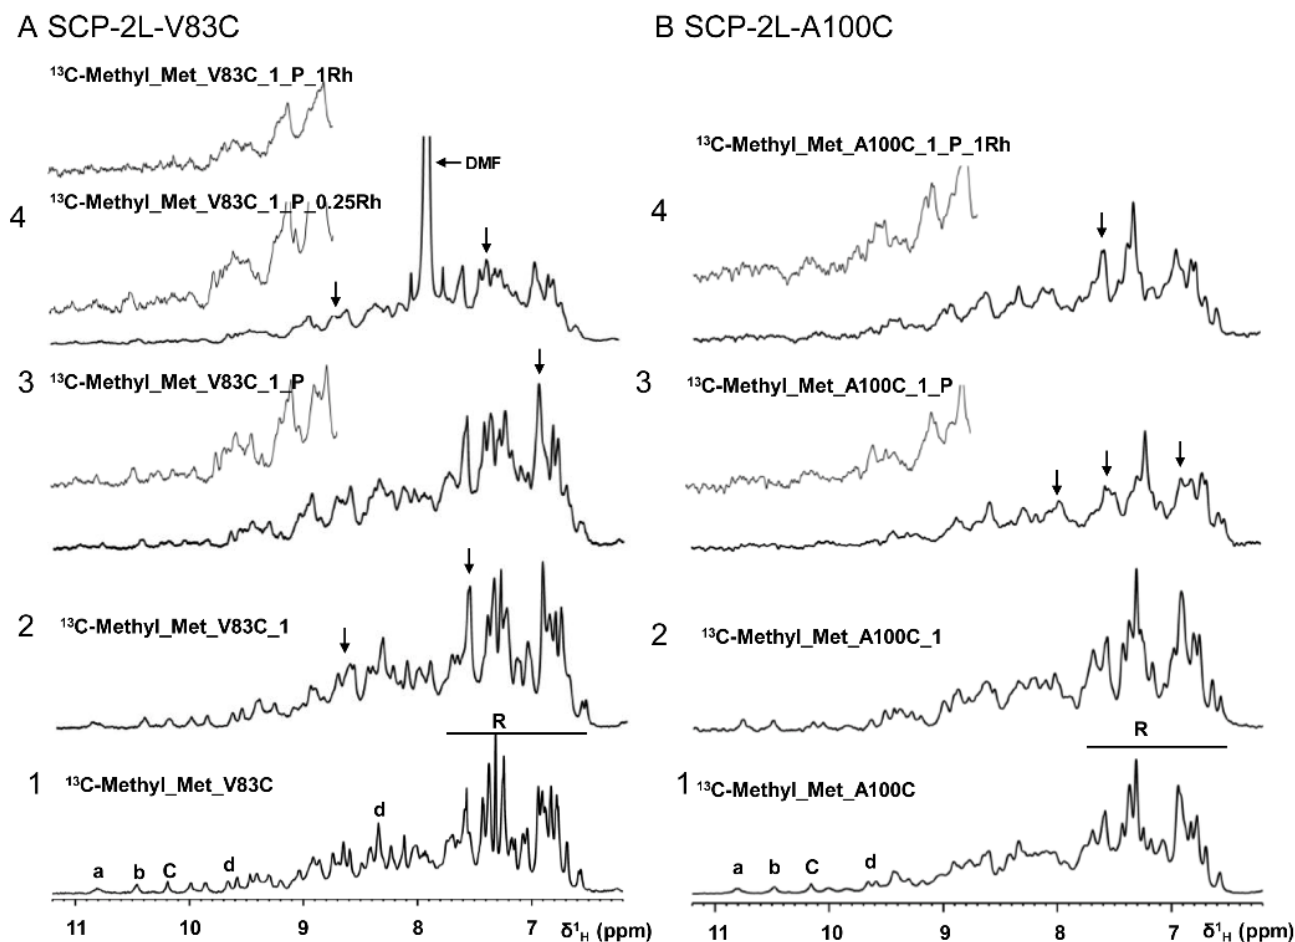 A SCP-2L-V83C
B SCP-2L-A100C
¹³C-Methyl_Met_V83C_1_P_1Rh
DMF
4
¹³C-Methyl_Met_V83C_1_P_0.25Rh
3
¹³C-Methyl_Met_V83C_1_P
2
¹³C-Methyl_Met_V83C_1
R
1
¹³C-Methyl_Met_V83C
a
b
C
d
d
11
10
9
8
7
δ¹H (ppm)
¹³C-Methyl_Met_A100C_1_P_1Rh
4
3
¹³C-Methyl_Met_A100C_1_P
2
¹³C-Methyl_Met_A100C_1
R
1
¹³C-Methyl_Met_A100C
a
b
C
d
11
10
9
8
7
δ¹H (ppm)